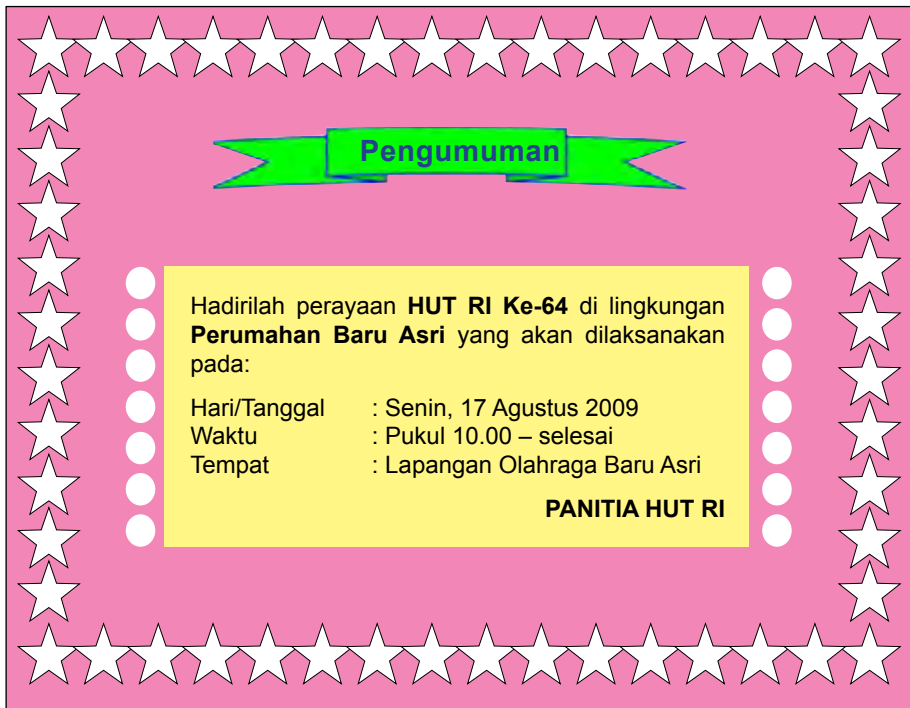 Pengumuman
Hadirilah perayaan HUT RI Ke-64 di lingkungan
Perumahan Baru Asri yang akan dilaksanakan
pada:
Hari/Tanggal : Senin, 17 Agustus 2009
Waktu : Pukul 10.00 – selesai
Tempat : Lapangan Olahraga Baru Asri
PANITIA HUT RI